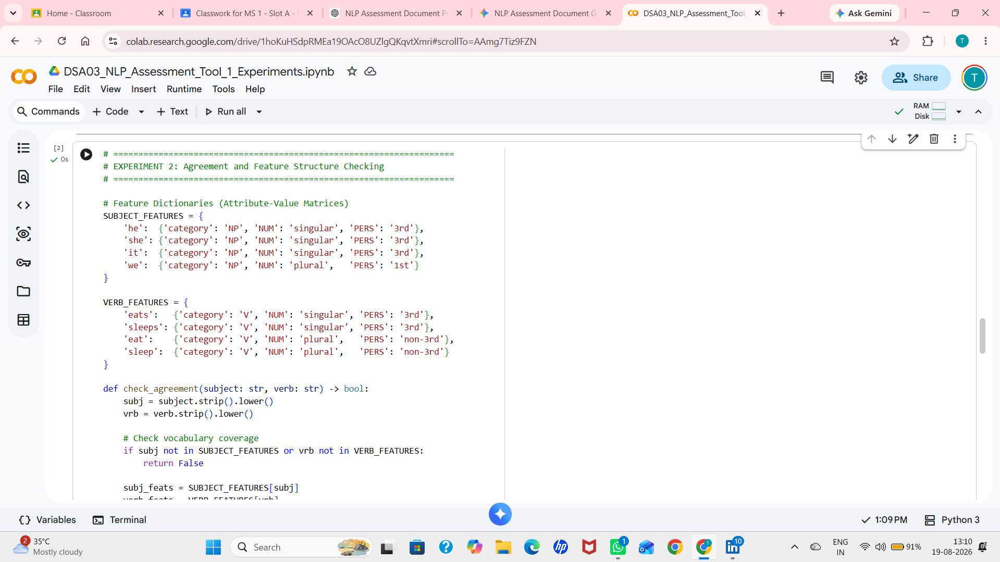 Home - Classroom
Classwork for MS 1 - Slot A -
NLP Assessment Document P
NLP Assessment Document G
DSA03_NLP_Assessment_Tool_
Ask Gemini
colab.research.google.com/drive/1hoKuHSdpRMEa19OAcO8UZlgQKqvtXmri#scrollTo=AAmg7Tiz9FZN
T
CO
DSA03_NLP_Assessment_Tool_1_Experiments.ipynb
File Edit View Insert Runtime Tools Help
Share
T
Commands + Code + Text Run all
RAM
Disk
[2]
0s
# ====================================================================
# EXPERIMENT 2: Agreement and Feature Structure Checking
# ====================================================================
# Feature Dictionaries (Attribute-Value Matrices)
SUBJECT_FEATURES = {
'he':  {'category': 'NP', 'NUM': 'singular', 'PERS': '3rd'},
'she': {'category': 'NP', 'NUM': 'singular', 'PERS': '3rd'},
'it':  {'category': 'NP', 'NUM': 'singular', 'PERS': '3rd'},
'we':  {'category': 'NP', 'NUM': 'plural',   'PERS': '1st'}
}
VERB_FEATURES = {
'eats':   {'category': 'V', 'NUM': 'singular', 'PERS': '3rd'},
'sleeps': {'category': 'V', 'NUM': 'singular', 'PERS': '3rd'},
'eat':    {'category': 'V', 'NUM': 'plural',   'PERS': 'non-3rd'},
'sleep':  {'category': 'V', 'NUM': 'plural',   'PERS': 'non-3rd'}
}
def check_agreement(subject: str, verb: str) -> bool:
subj = subject.strip().lower()
vrb = verb.strip().lower()
# Check vocabulary coverage
if subj not in SUBJECT_FEATURES or vrb not in VERB_FEATURES:
return False
subj_feats = SUBJECT_FEATURES[subj]
verb_feats = VERB_FEATURES[vrb]
{} Variables
Terminal
1:09 PM
Python 3
2
35°C
Mostly cloudy
Search
hp
1
10
ENG
IN
91%
13:10
19-08-2026